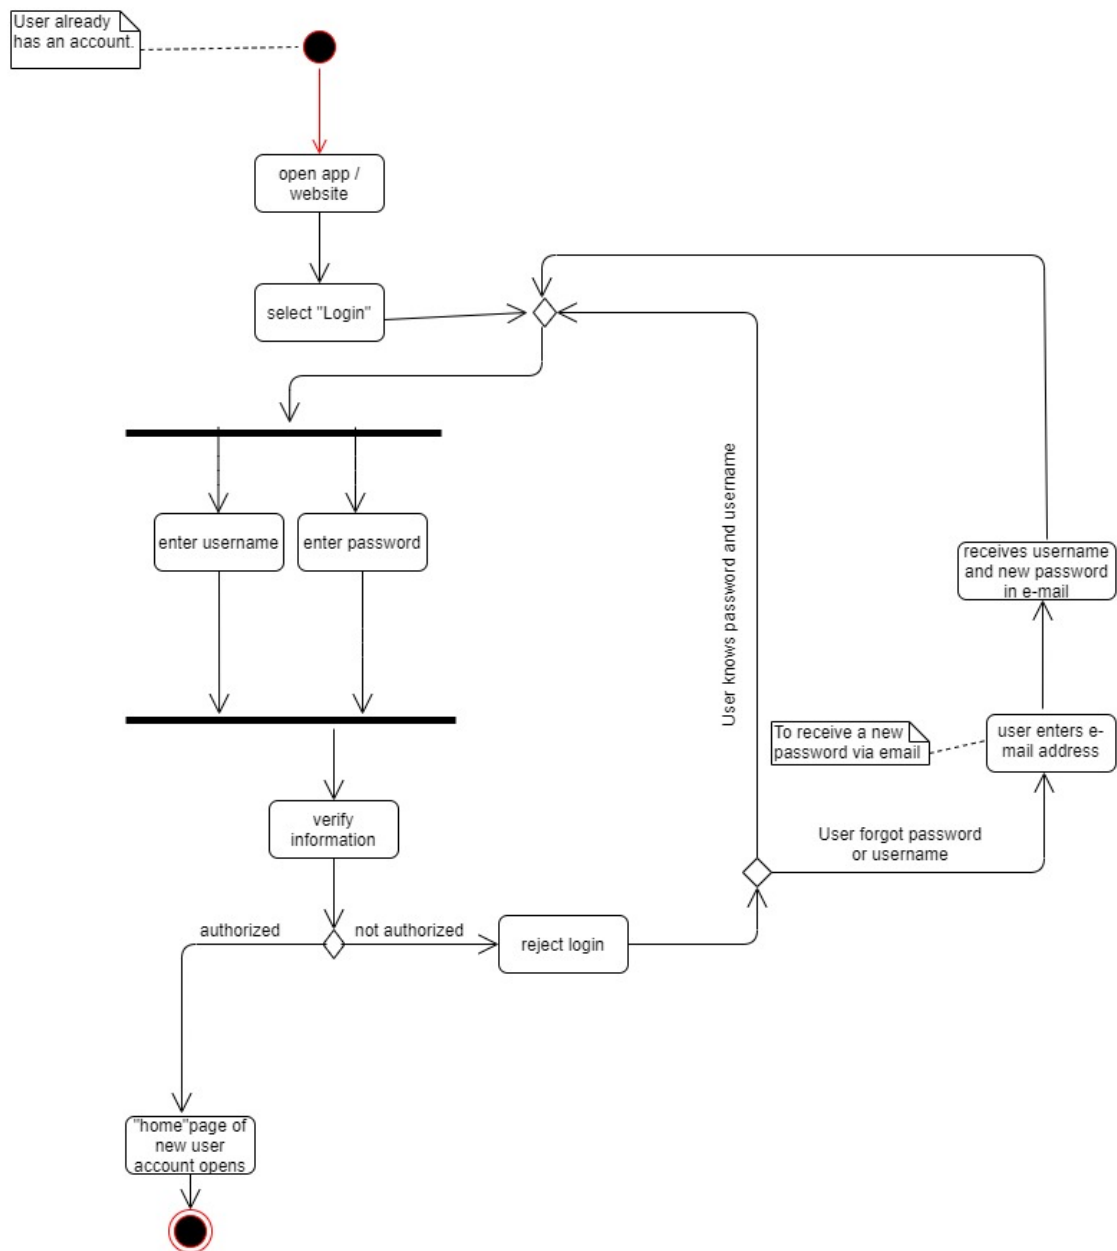 User already
has an account.
open app /
website
select "Login"
enter username
enter password
User knows password and username
receives username
and new password
in e-mail
To receive a new
password via email
user enters e-
mail address
verify
information
User forgot password
or username
authorized
not authorized
reject login
"home"page of
new user
account opens